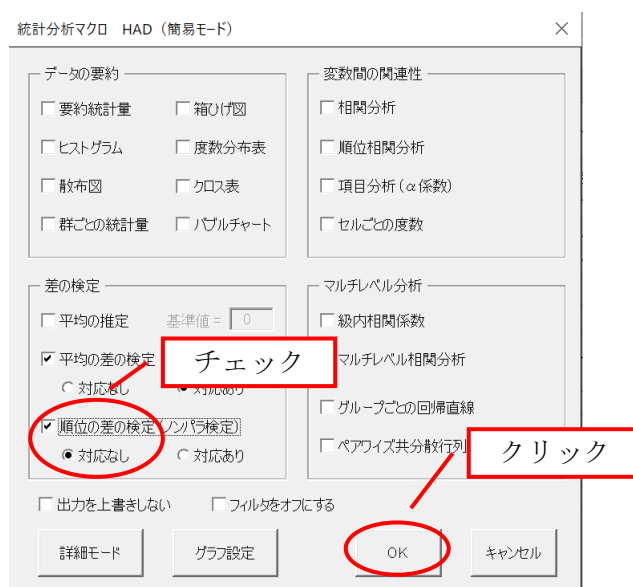 統計分析マクロ HAD（簡易モード）
データの要約
要約統計量 箱ひげ図
ヒストグラム 度数分布表
散布図 クロス表
群ごとの統計量 バブルチャート
変数間の関連性
相関分析
順位相関分析
項目分析（α係数）
セルごとの度数
差の検定
平均の推定 基準値＝ 0
平均の差の検定
対応なし 対応あり
順位の差の検定(ノンパラ検定)
対応なし 対応あり
チェック
マルチレベル分析
級内相関係数
マルチレベル相関分析
グループごとの回帰直線
ペアワイズ共分散行列
クリック
出力を上書きしない フィルタをオフにする
詳細モード グラフ設定 OK キャンセル